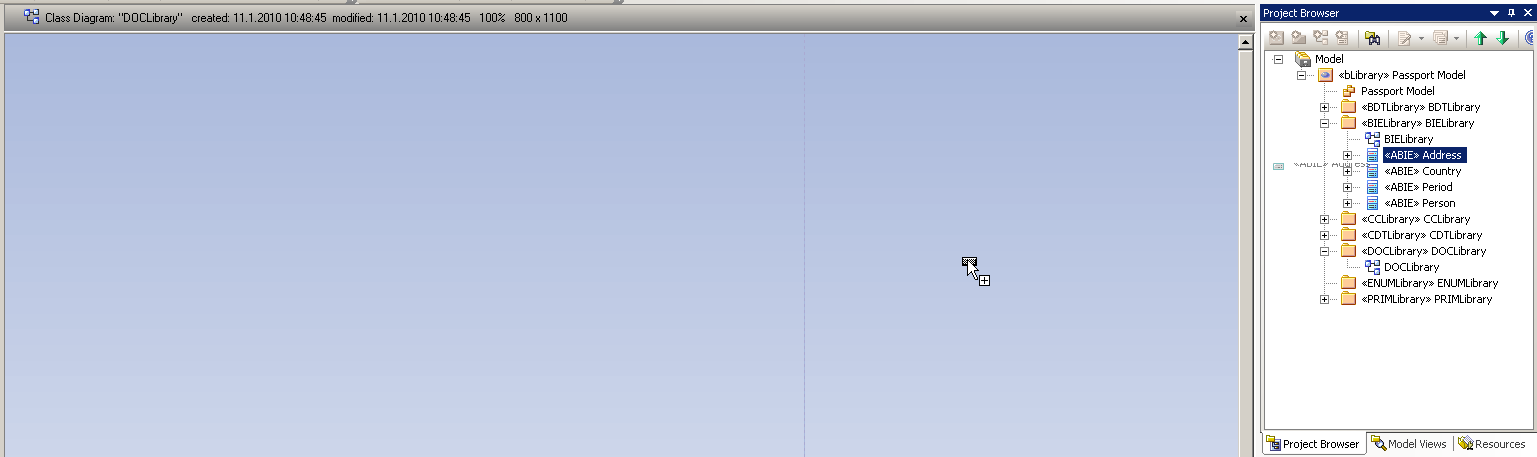 Class Diagram: "DOCLibrary" created: 11.1.2010 10:48:45 modified: 11.1.2010 10:48:45 100% 800 x 1100
Project Browser
Model
«bLibrary» Passport Model
Passport Model
«BDTLibrary» BDTLibrary
«BIELibrary» BIELibrary
BIELibrary
«ABIE» Address
«ABIE» Address
«ABIE» Country
«ABIE» Period
«ABIE» Person
«CCLibrary» CCLibrary
«CDTLibrary» CDTLibrary
«DOCLibrary» DOCLibrary
DOCLibrary
«ENUMLibrary» ENUMLibrary
«PRIMLibrary» PRIMLibrary
Project Browser Model Views Resources